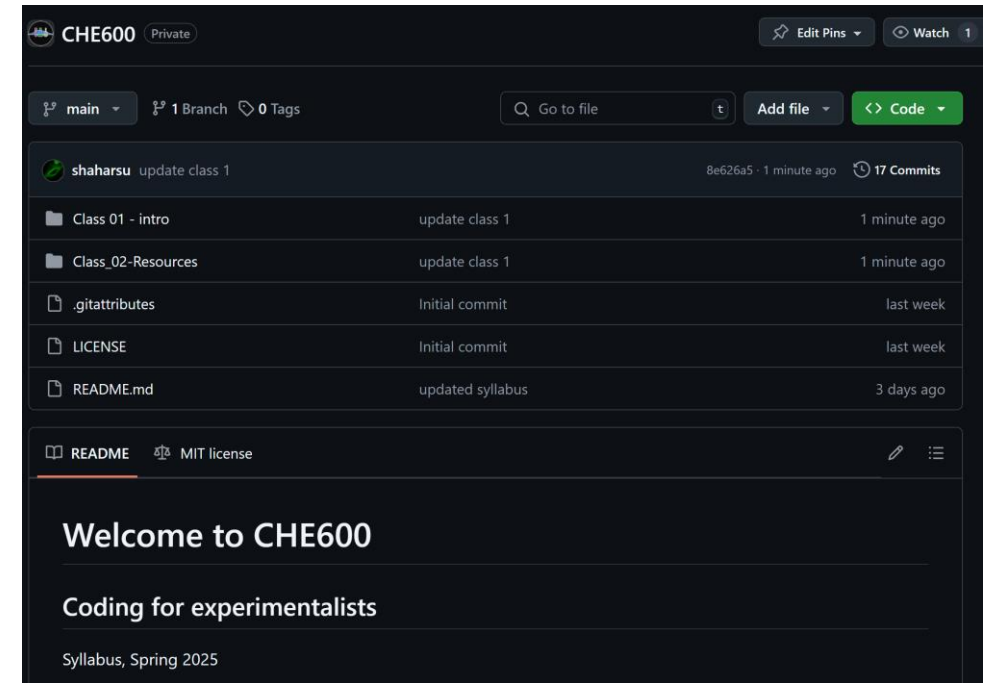 CHE600 Private Edit Pins Watch 1
main 1 Branch 0 Tags Go to file t Add file <> Code
shaharsu update class 1 8e626a5 · 1 minute ago 17 Commits
Class 01 - intro update class 1 1 minute ago
Class_02-Resources update class 1 1 minute ago
.gitattributes Initial commit last week
LICENSE Initial commit last week
README.md updated syllabus 3 days ago
README MIT license
Welcome to CHE600
Coding for experimentalists
Syllabus, Spring 2025